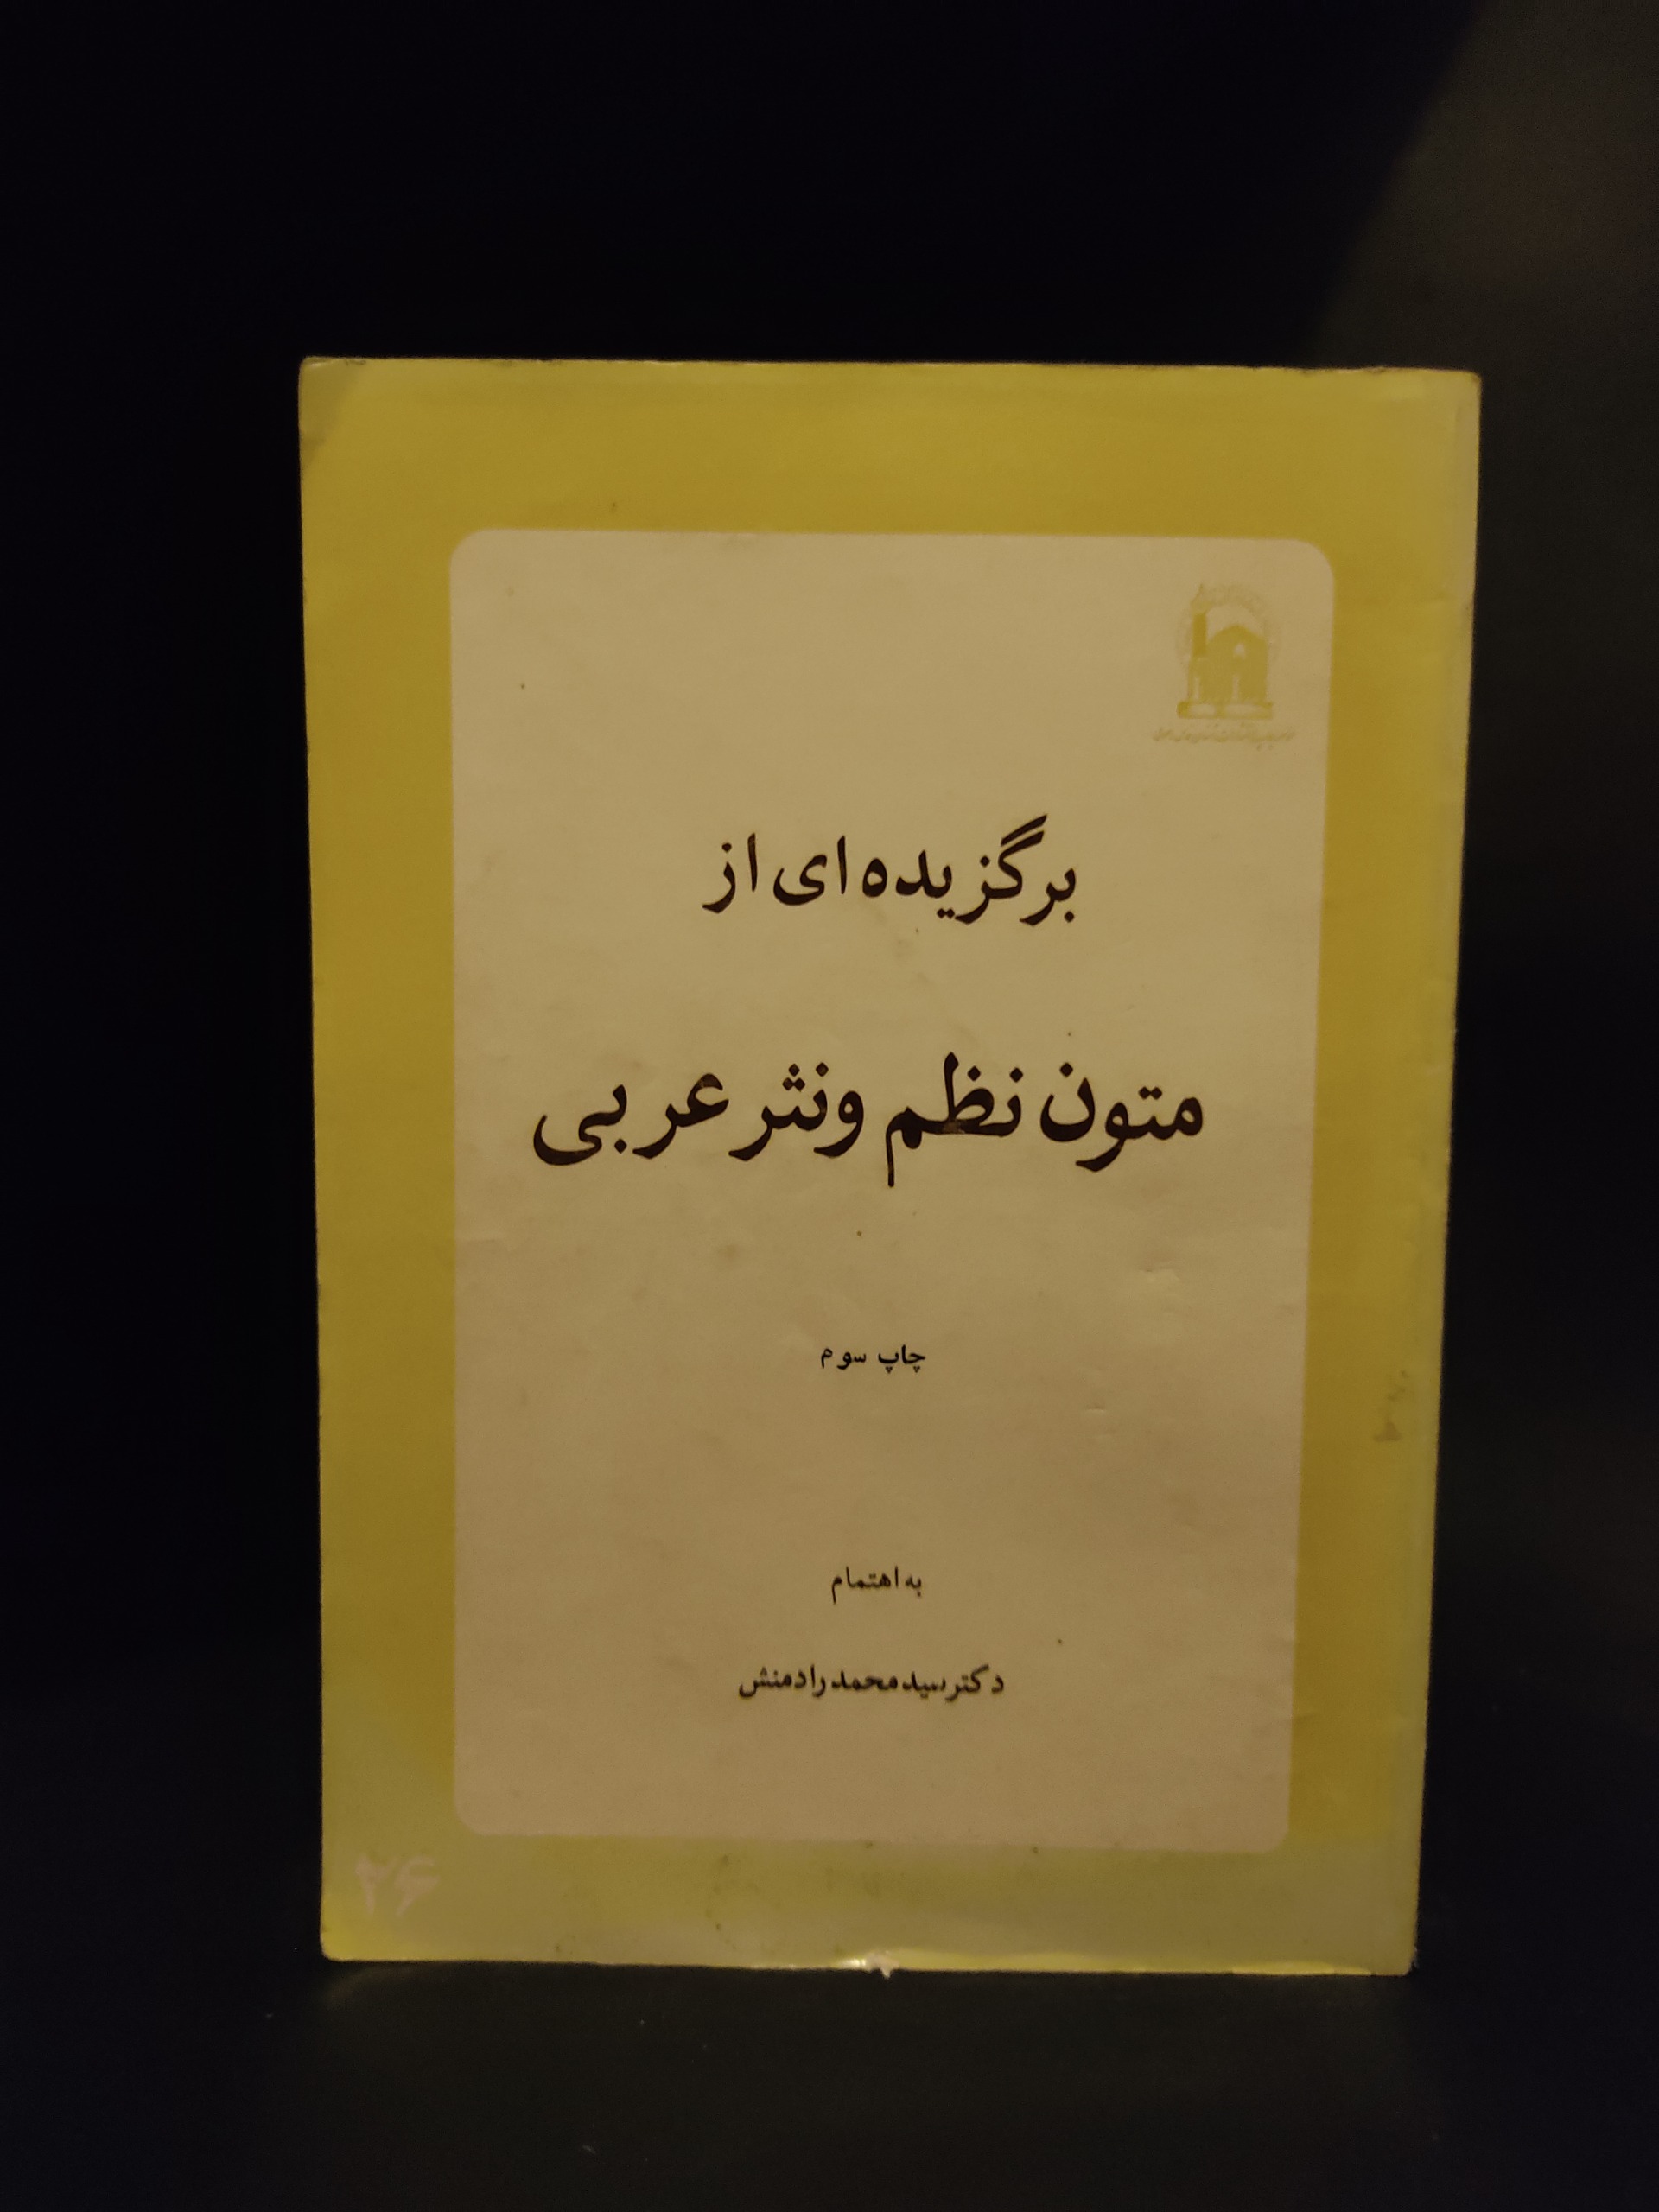 برگزیده‌ای از
متون نظم و نثر عربی
چاپ سوم
به اهتمام
دکتر سید محمد رادمنش
۲۶